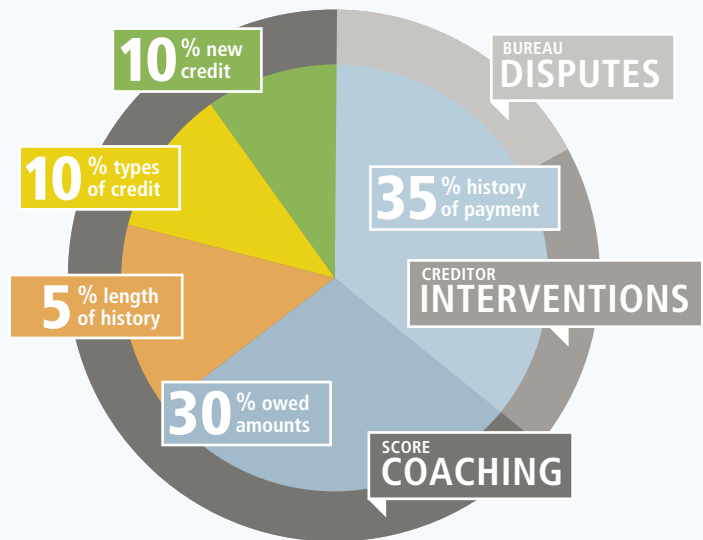 10 % new
credit
BUREAU
DISPUTES
10 % types
of credit
35 % history
of payment
5 % length
of history
CREDITOR
INTERVENTIONS
30 % owed
amounts
SCORE
COACHING